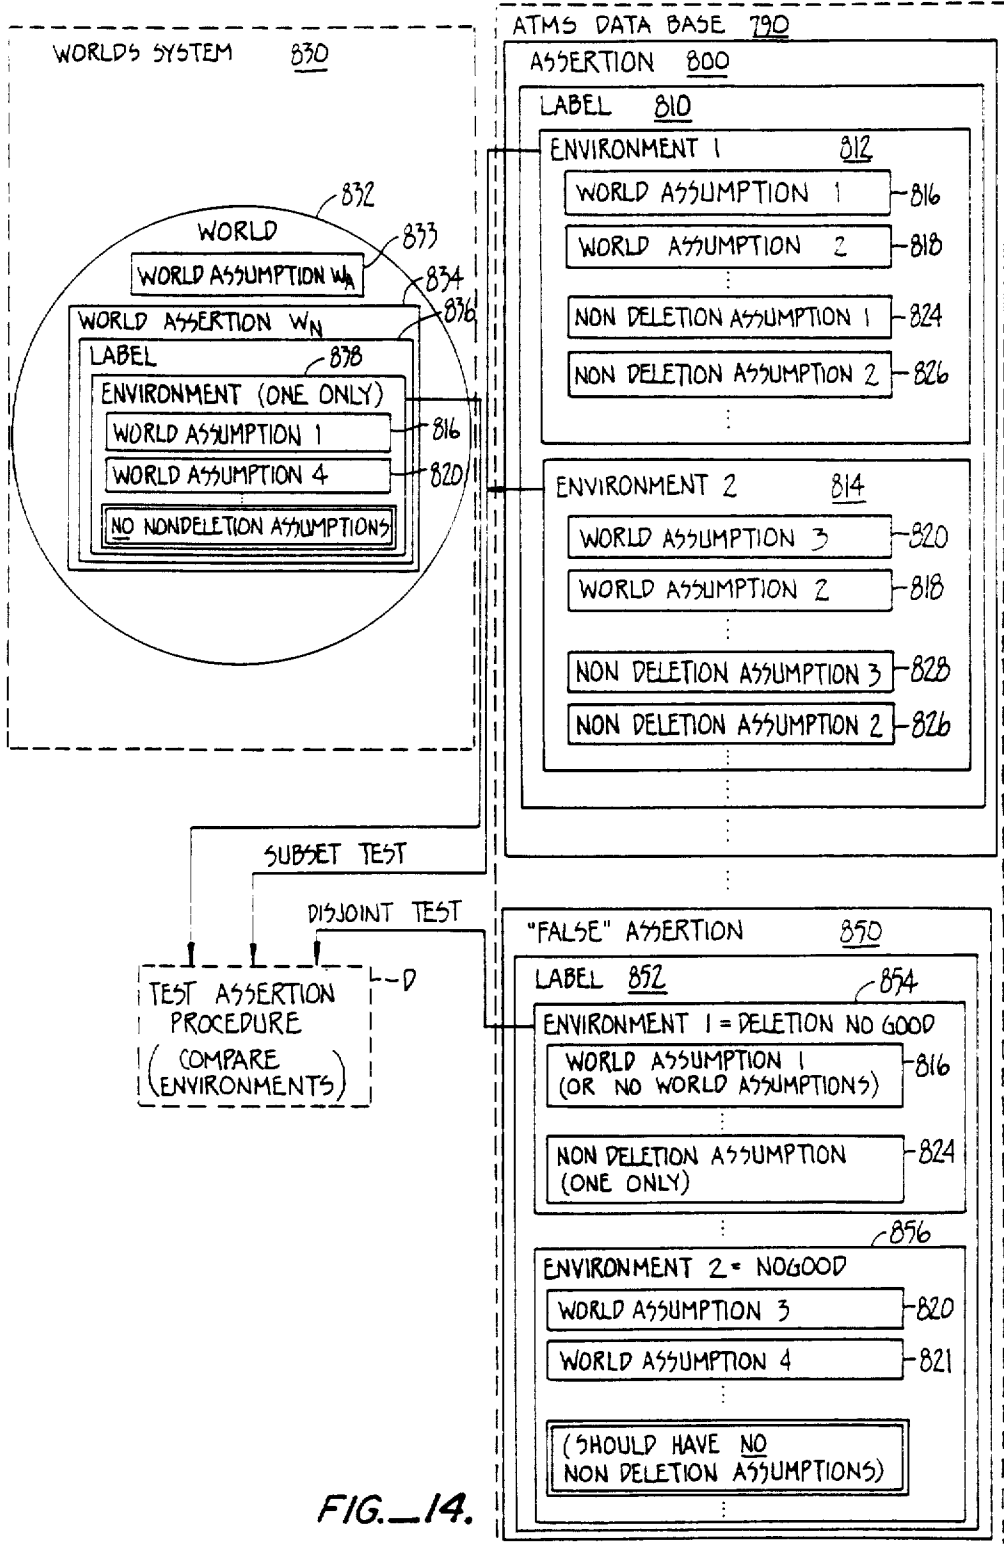 WORLDS SYSTEM 830
832
WORLD
833
WORLD ASSUMPTION WA
834
WORLD ASSERTION WN
836
LABEL
838
ENVIRONMENT (ONE ONLY)
WORLD ASSUMPTION 1
816
WORLD ASSUMPTION 4
820
NO NONDELETION ASSUMPTIONS
ATMS DATA BASE 790
ASSERTION 800
LABEL 810
ENVIRONMENT 1 812
WORLD ASSUMPTION 1
816
WORLD ASSUMPTION 2
818
NON DELETION ASSUMPTION 1
824
NON DELETION ASSUMPTION 2
826
ENVIRONMENT 2 814
WORLD ASSUMPTION 3
820
WORLD ASSUMPTION 2
818
NON DELETION ASSUMPTION 3
828
NON DELETION ASSUMPTION 2
826
SUBSET TEST
DISJOINT TEST
TEST ASSERTION
PROCEDURE
(COMPARE
ENVIRONMENTS)
D
"FALSE" ASSERTION 850
LABEL 852
854
ENVIRONMENT 1 = DELETION NO GOOD
WORLD ASSUMPTION 1
(OR NO WORLD ASSUMPTIONS)
816
NON DELETION ASSUMPTION
(ONE ONLY)
824
856
ENVIRONMENT 2 = NOGOOD
WORLD ASSUMPTION 3
820
WORLD ASSUMPTION 4
821
(SHOULD HAVE NO
NON DELETION ASSUMPTIONS)
FIG._14.